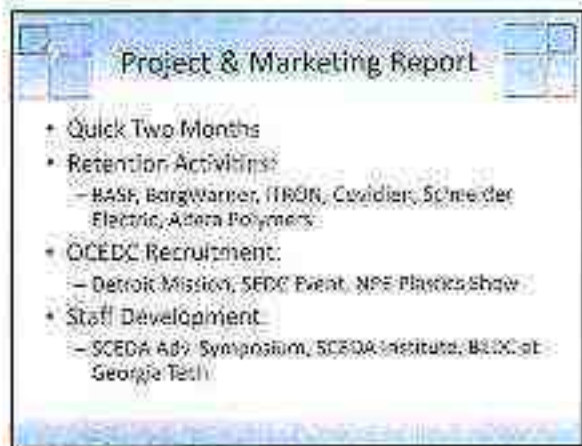 Project & Marketing Report
• Quick Two Months
• Retention Activities:
– BASF, BorgWarner, ITRON, Covidien, Schneider
Electric, Adera Polymers
• OCEDC Recruitment:
– Detroit Mission, SEDC Event, NPE Plastics Show
• Staff Development:
– SCEDA Adv. Symposium, SCEDA Institute, BEDC at
Georgia Tech